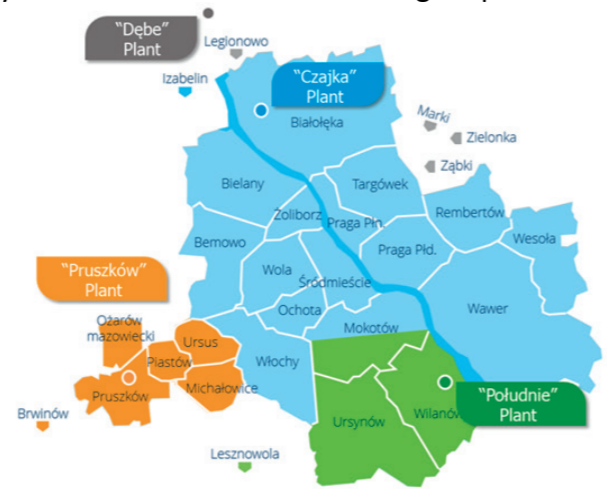 "Dębe"
Plant
Legionowo
Izabelin
"Czajka"
Plant
Białołęka
Marki
Zielonka
Ząbki
Bielany
Targówek
Żoliborz
Praga Płn.
Rembertów
Wesoła
Bemowo
Praga Płd.
Wola
Śródmieście
"Pruszków"
Plant
Ochota
Wawer
Ożarów
mazowiecki
Mokotów
Ursus
Piastów
Włochy
Michałowice
Pruszków
Brwinów
Ursynów
Wilanów
"Południe"
Plant
Lesznowola